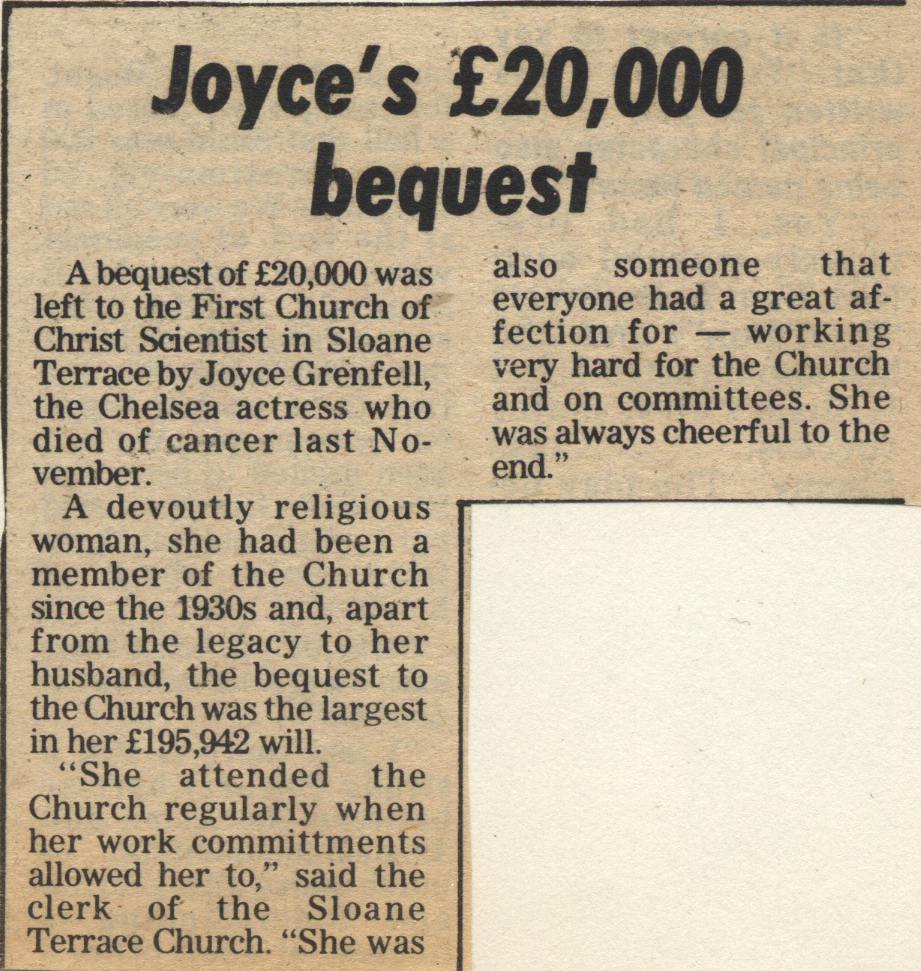 Joyce's £20,000
bequest
A bequest of £20,000 was
left to the First Church of
Christ Scientist in Sloane
Terrace by Joyce Grenfell,
the Chelsea actress who
died of cancer last No-
vember.
A devoutly religious
woman, she had been a
member of the Church
since the 1930s and, apart
from the legacy to her
husband, the bequest to
the Church was the largest
in her £195,942 will.
"She attended the
Church regularly when
her work committments
allowed her to," said the
clerk of the Sloane
Terrace Church. "She was
also someone that
everyone had a great af-
fection for — working
very hard for the Church
and on committees. She
was always cheerful to the
end."